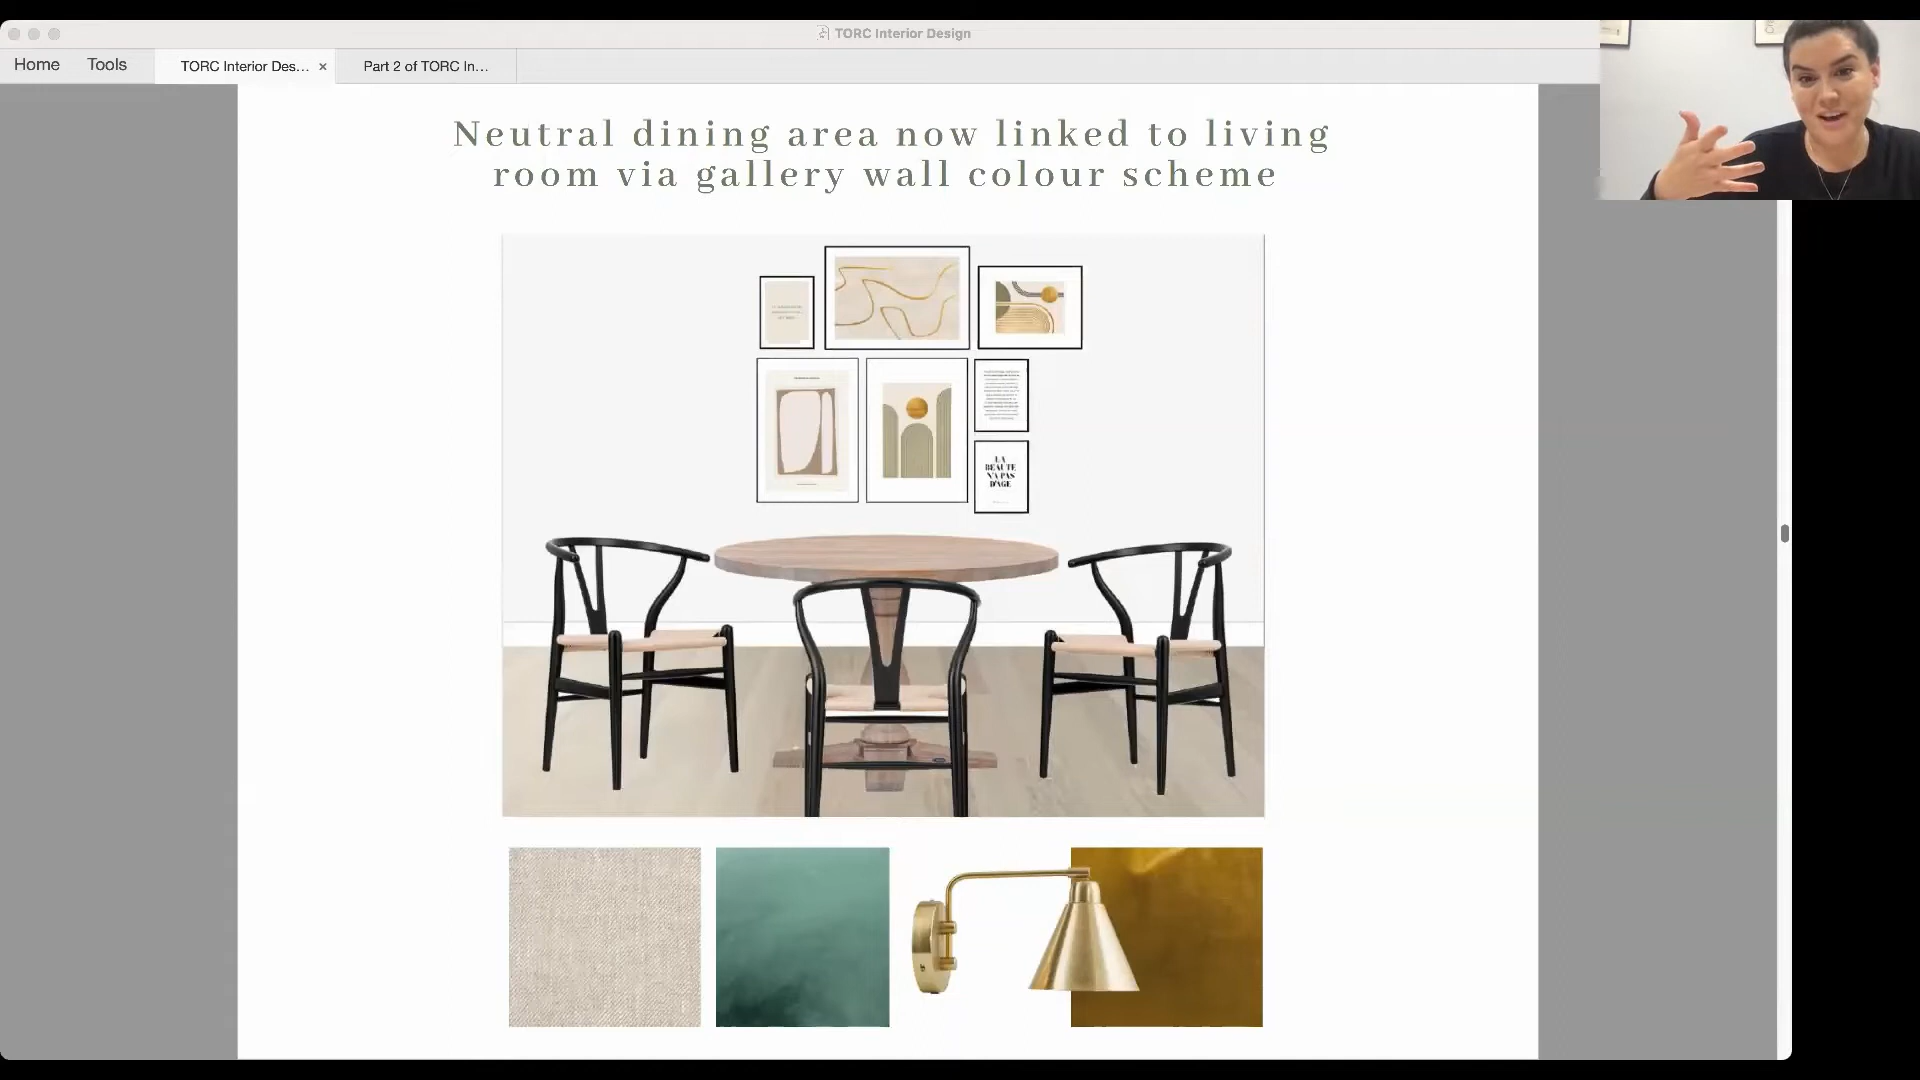 TORC Interior Design
Home Tools TORC Interior Des... × Part 2 of TORC In...
Neutral dining area now linked to living
room via gallery wall colour scheme
LA
BEAUTE
N'A PAS
D'AGE